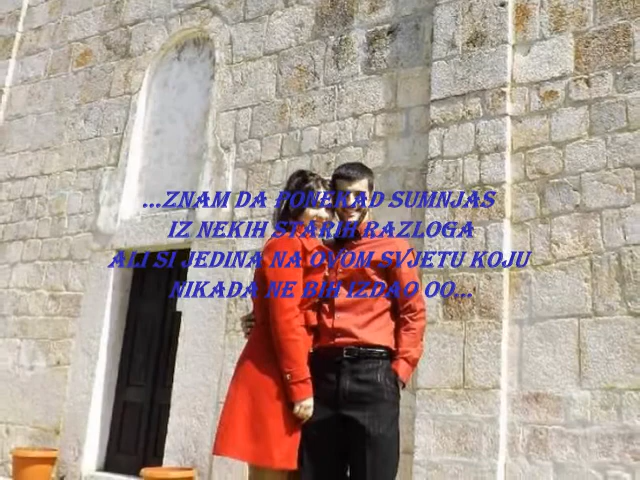 ...ZNAM DA PONEKAD SUMNJAS
IZ NEKIH STARIH RAZLOGA
ALI SI JEDINA NA OVOM SVJETU KOJU
NIKADA NE BIH IZDAO OO...